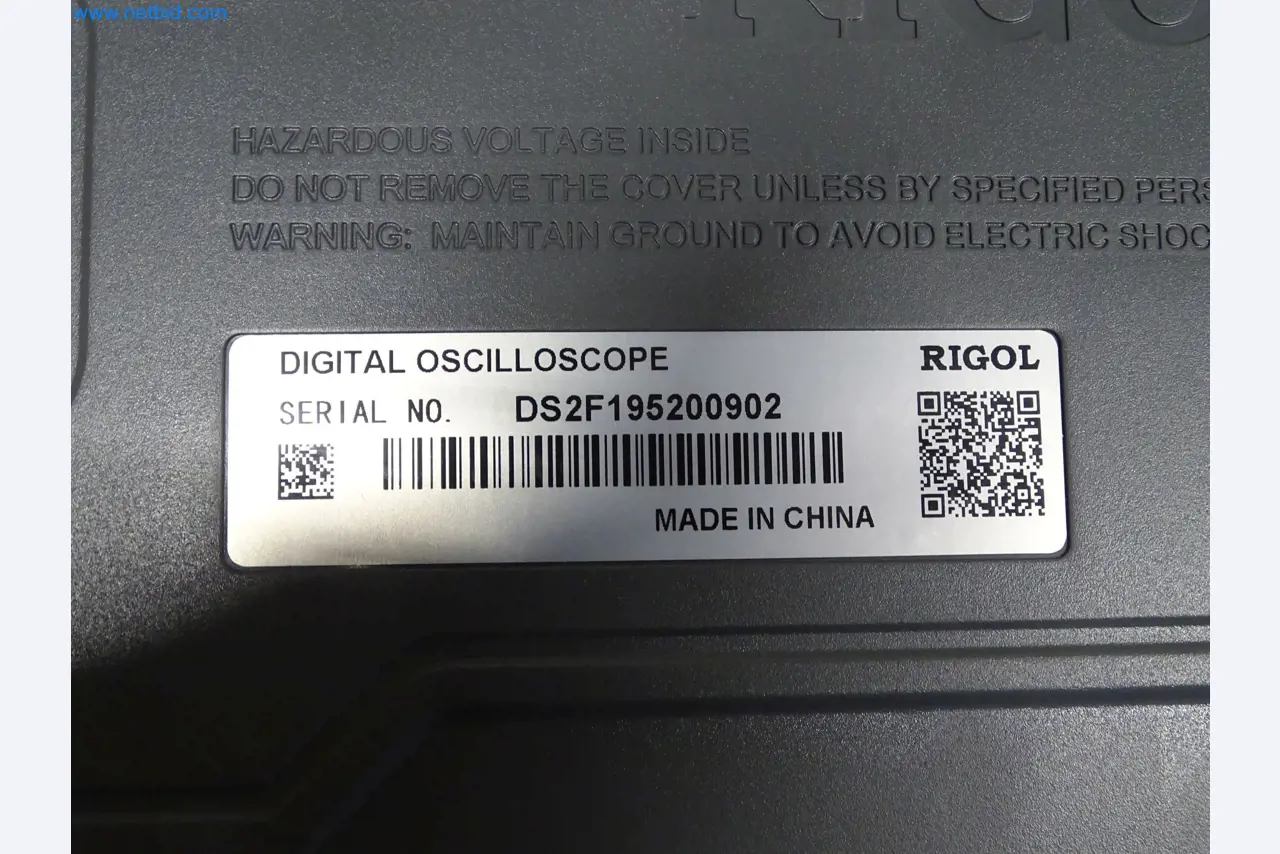 www.netbid.com
RIGO
HAZARDOUS VOLTAGE INSIDE
DO NOT REMOVE THE COVER UNLESS BY SPECIFIED PERS
WARNING: MAINTAIN GROUND TO AVOID ELECTRIC SHOC
DIGITAL OSCILLOSCOPE
RIGOL
SERIAL NO. DS2F195200902
MADE IN CHINA